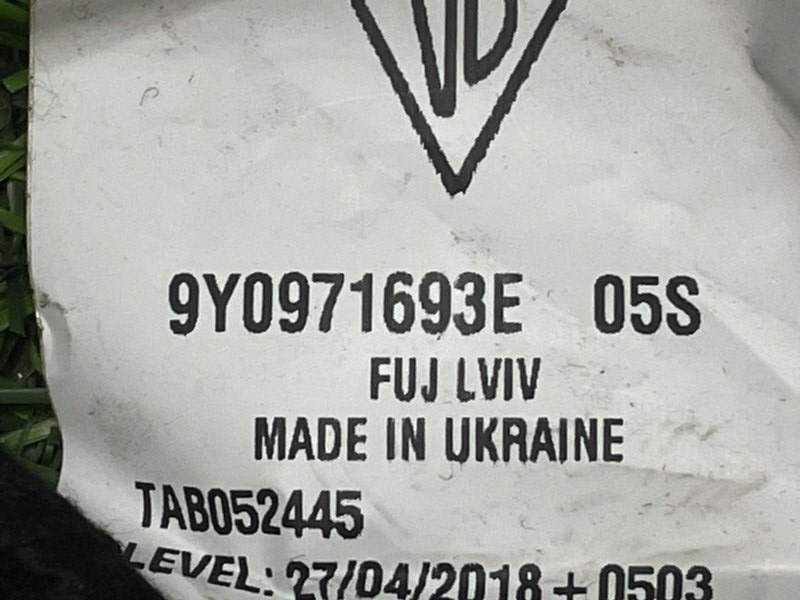 9Y0971693E 05S
FUJ LVIV
MADE IN UKRAINE
TAB052445
LEVEL: 27/04/2018 + 0503